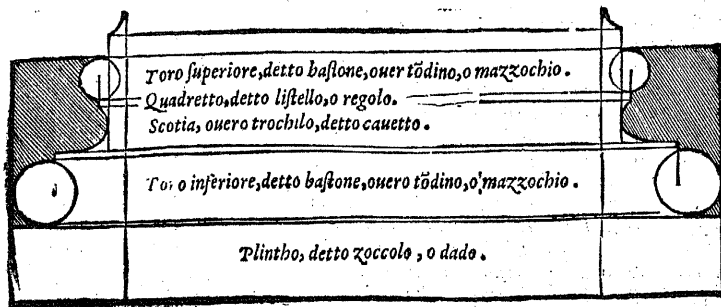 Toro ſuperiore,detto baſtone,ouer tõdino,o mazzochio.
Quadretto,detto liſtello,o regolo.
Scotia, ouero trochilo,detto cauetto.
Toro inferiore,detto baſtone,ouero tõdino,o mazzochio.
Plintho, detto zoccolo, o dado.